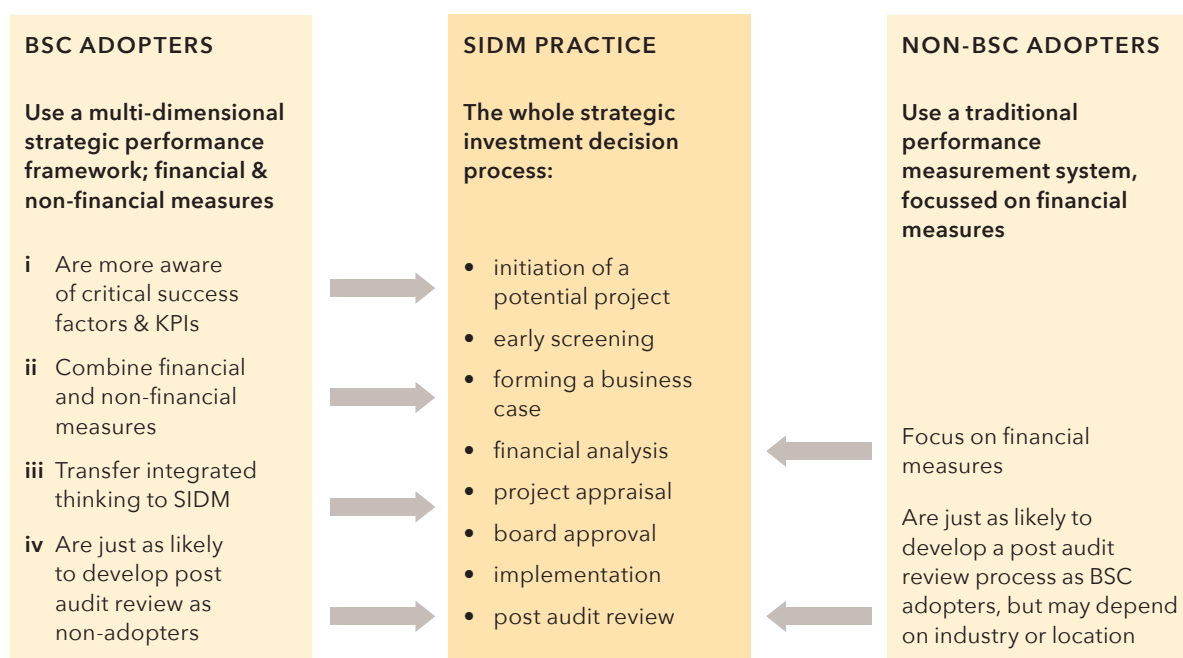 BSC ADOPTERS
Use a multi-dimensional
strategic performance
framework; financial &
non-financial measures
i Are more aware
of critical success
factors & KPIs
ii Combine financial
and non-financial
measures
iii Transfer integrated
thinking to SIDM
iv Are just as likely
to develop post
audit review as
non-adopters
SIDM PRACTICE
The whole strategic
investment decision
process:
• initiation of a
potential project
• early screening
• forming a business
case
• financial analysis
• project appraisal
• board approval
• implementation
• post audit review
NON-BSC ADOPTERS
Use a traditional
performance
measurement system,
focussed on financial
measures
Focus on financial
measures
Are just as likely to
develop a post audit
review process as BSC
adopters, but may depend
on industry or location